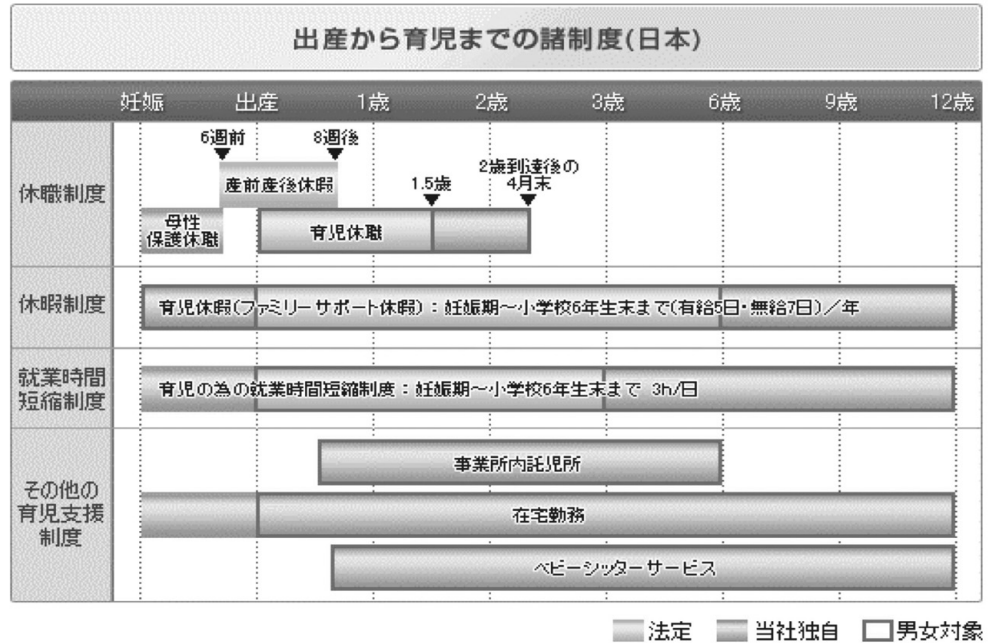 出産から育児までの諸制度(日本)
妊娠 出産 1歳 2歳 3歳 6歳 9歳 12歳
休職制度
6週前
8週後
産前産後休暇
1.5歳
2歳到達後の
4月末
母性
保護休職
育児休職
休暇制度
育児休暇(ファミリーサポート休暇):妊娠期~小学校6年生末まで(有給5日・無給7日)/年
就業時間
短縮制度
育児の為の就業時間短縮制度:妊娠期~小学校6年生末まで 3h/日
その他の
育児支援
制度
事業所内託児所
在宅勤務
ベビーシッターサービス
法定 当社独自 男女対象